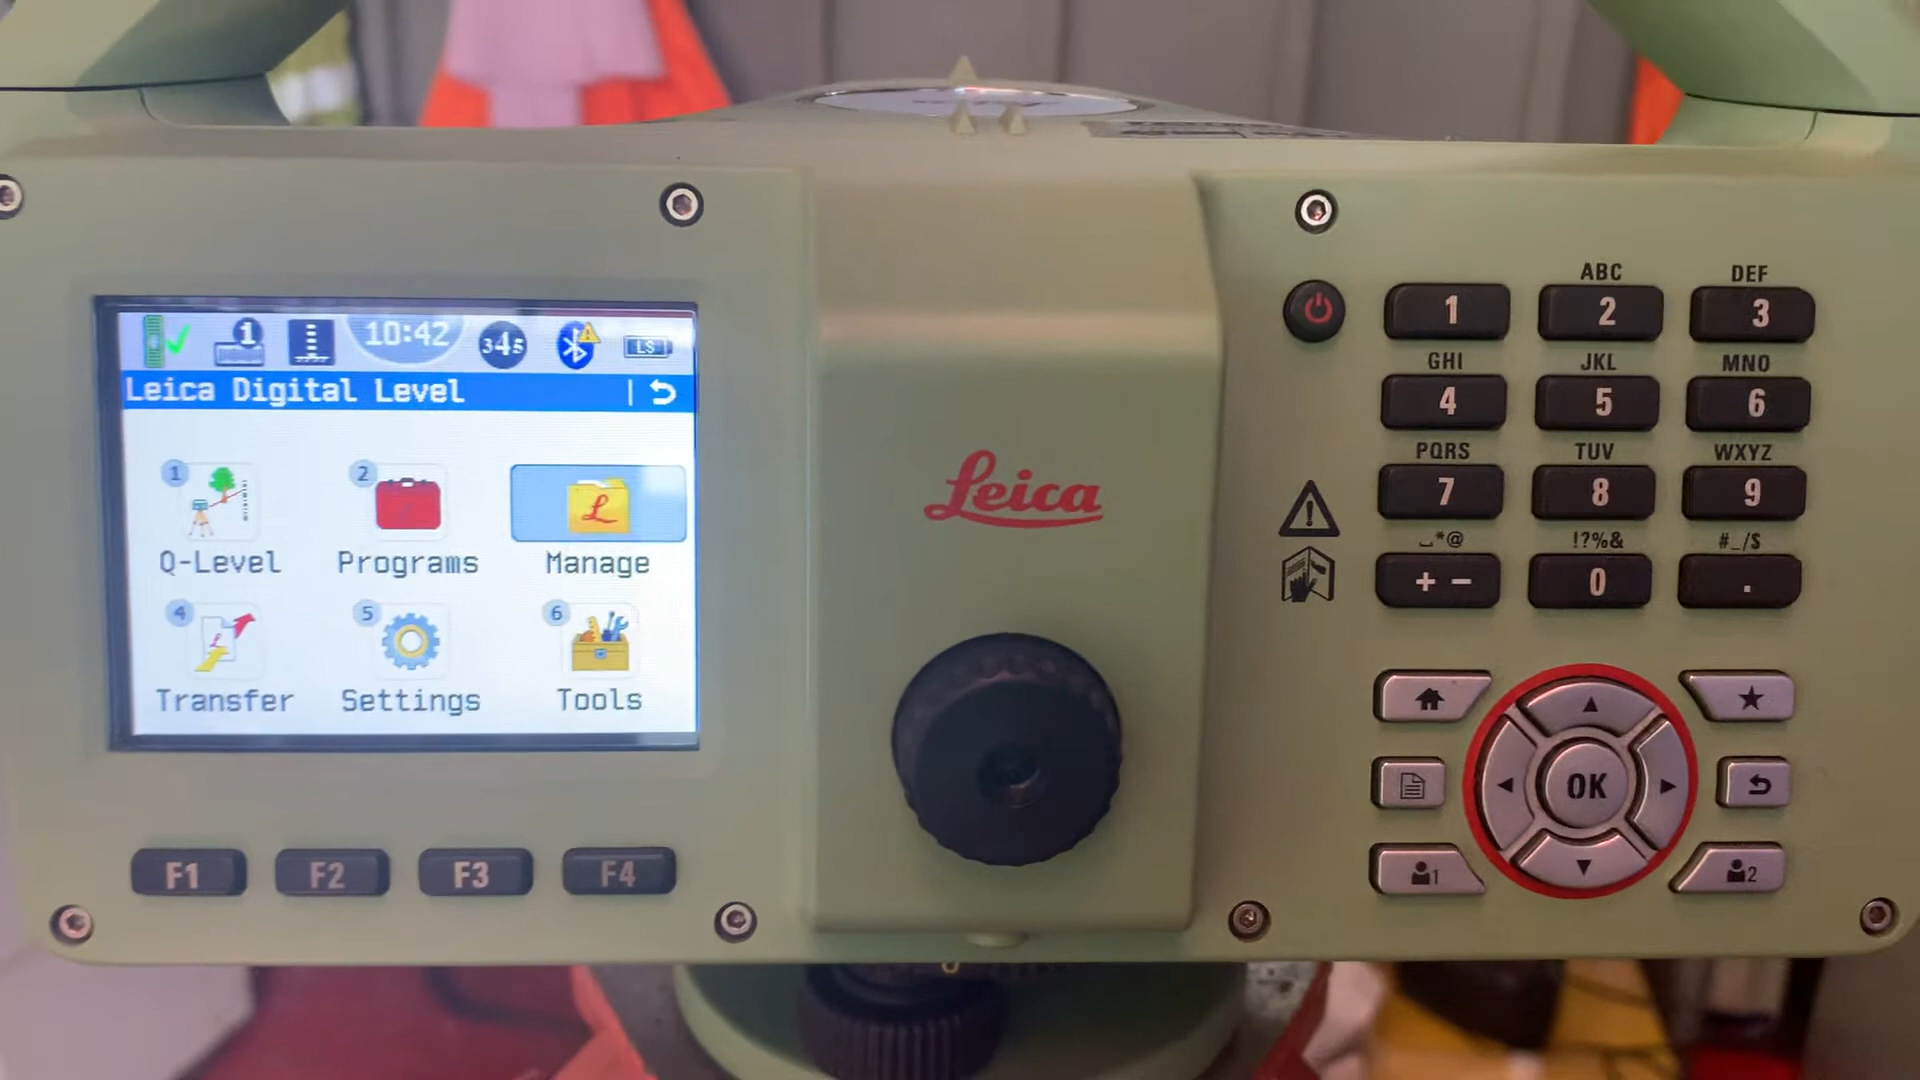 10:42
345
LS
Leica Digital Level
1
2
Q-Level
Programs
Manage
4
5
6
Transfer
Settings
Tools
F1
F2
F3
F4
Leica
ABC
DEF
1
2
3
GHI
JKL
MNO
4
5
6
PQRS
TUV
WXYZ
7
8
9
⎵*@
!?%&
#_/$
+ −
0
.
OK
1
2